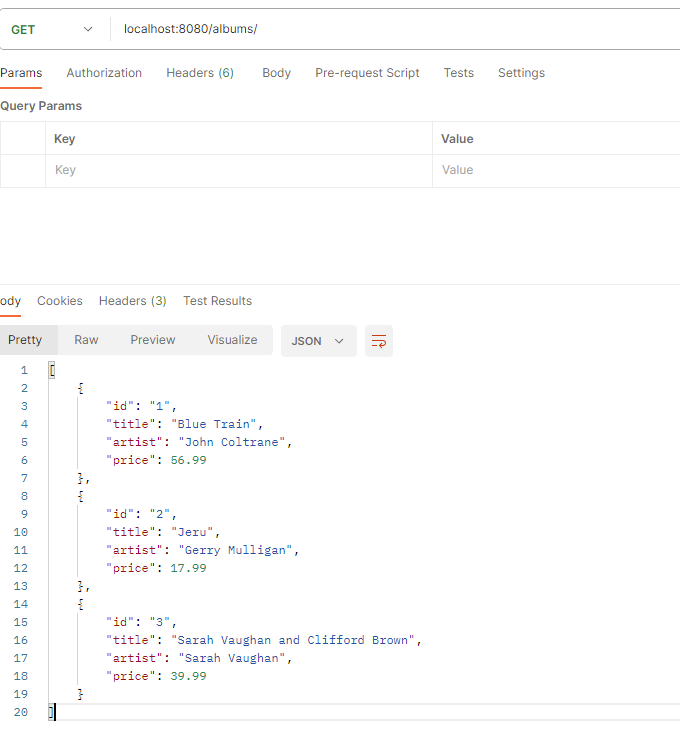 GET localhost:8080/albums/
Params Authorization Headers (6) Body Pre-request Script Tests Settings
Query Params
Key Value
Key Value
ody Cookies Headers (3) Test Results
Pretty Raw Preview Visualize JSON
1 [
2 {
3 "id": "1",
4 "title": "Blue Train",
5 "artist": "John Coltrane",
6 "price": 56.99
7 },
8 {
9 "id": "2",
10 "title": "Jeru",
11 "artist": "Gerry Mulligan",
12 "price": 17.99
13 },
14 {
15 "id": "3",
16 "title": "Sarah Vaughan and Clifford Brown",
17 "artist": "Sarah Vaughan",
18 "price": 39.99
19 }
20 ]